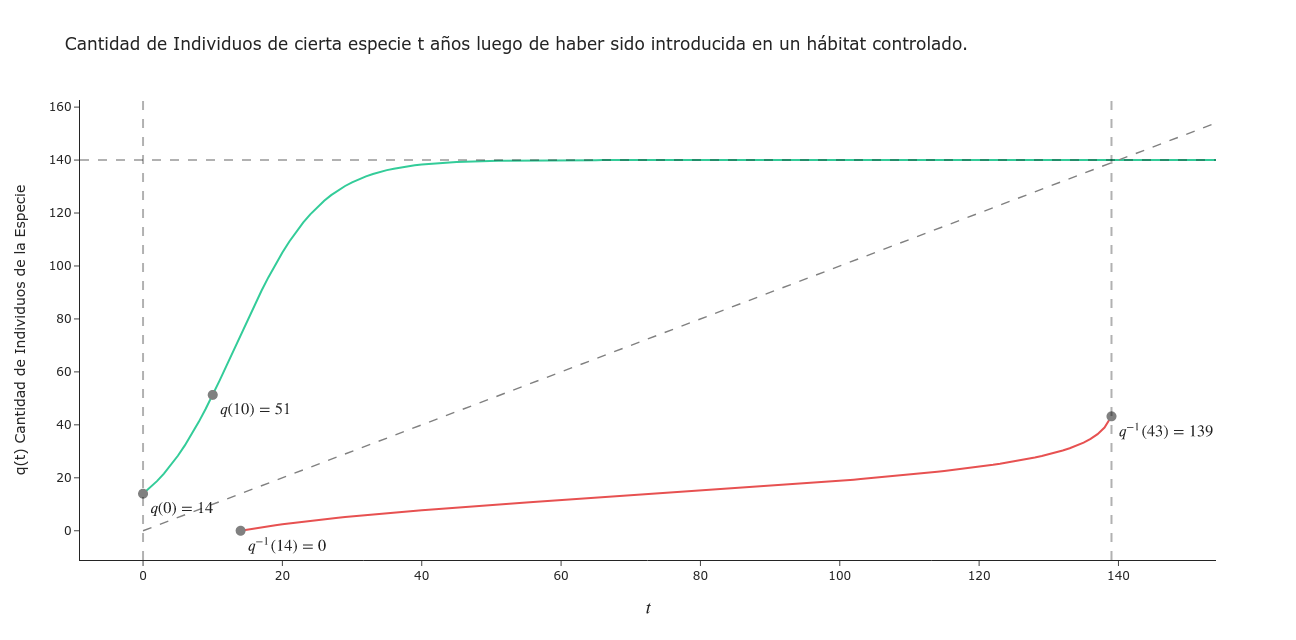 Cantidad de Individuos de cierta especie t años luego de haber sido introducida en un hábitat controlado.
q(t) Cantidad de Individuos de la Especie
160
140
120
100
80
60
40
20
0
q(10) = 51
q(0) = 14
q⁻¹(14) = 0
q⁻¹(43) = 139
0 20 40 60 80 100 120 140
t